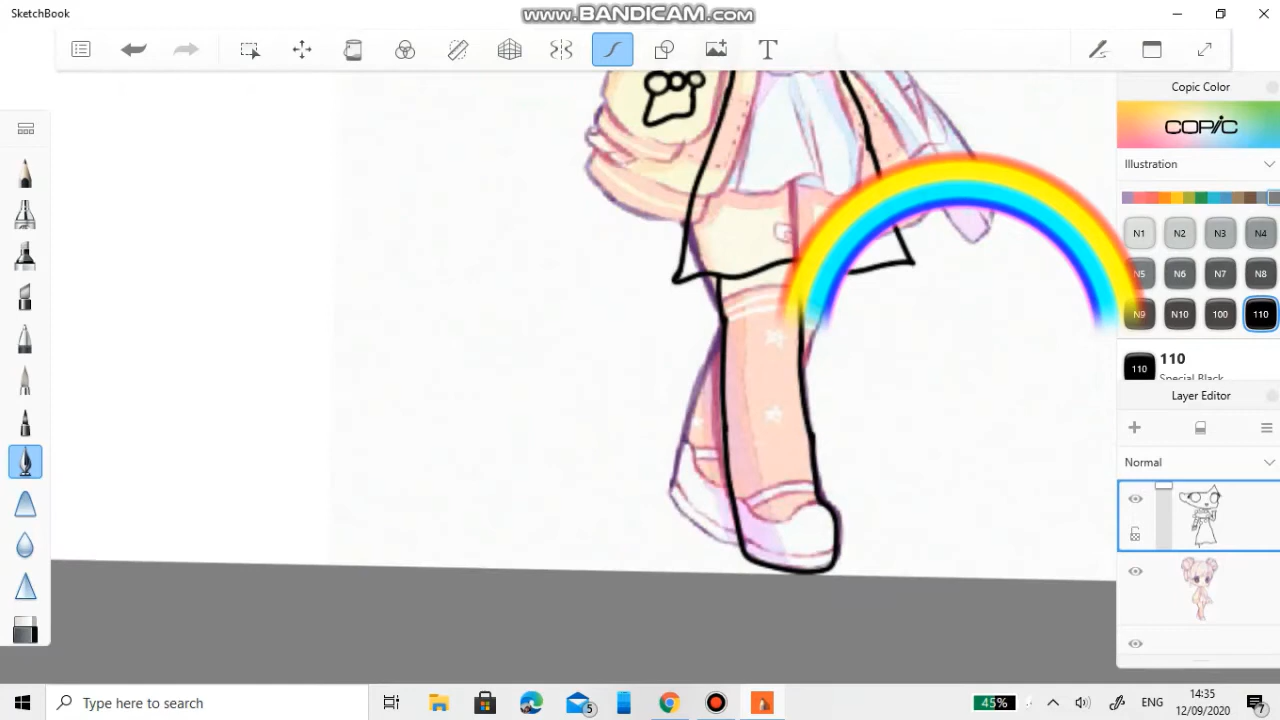 SketchBook
www.BANDICAM.com
T
Copic Color
COPIC
Illustration
N1 N2 N3 N4
N5 N6 N7 N8
N9 N10 100 110
110 110
Special Black
Layer Editor
Normal
Type here to search
5
45%
ENG
14:35
12/09/2020
7